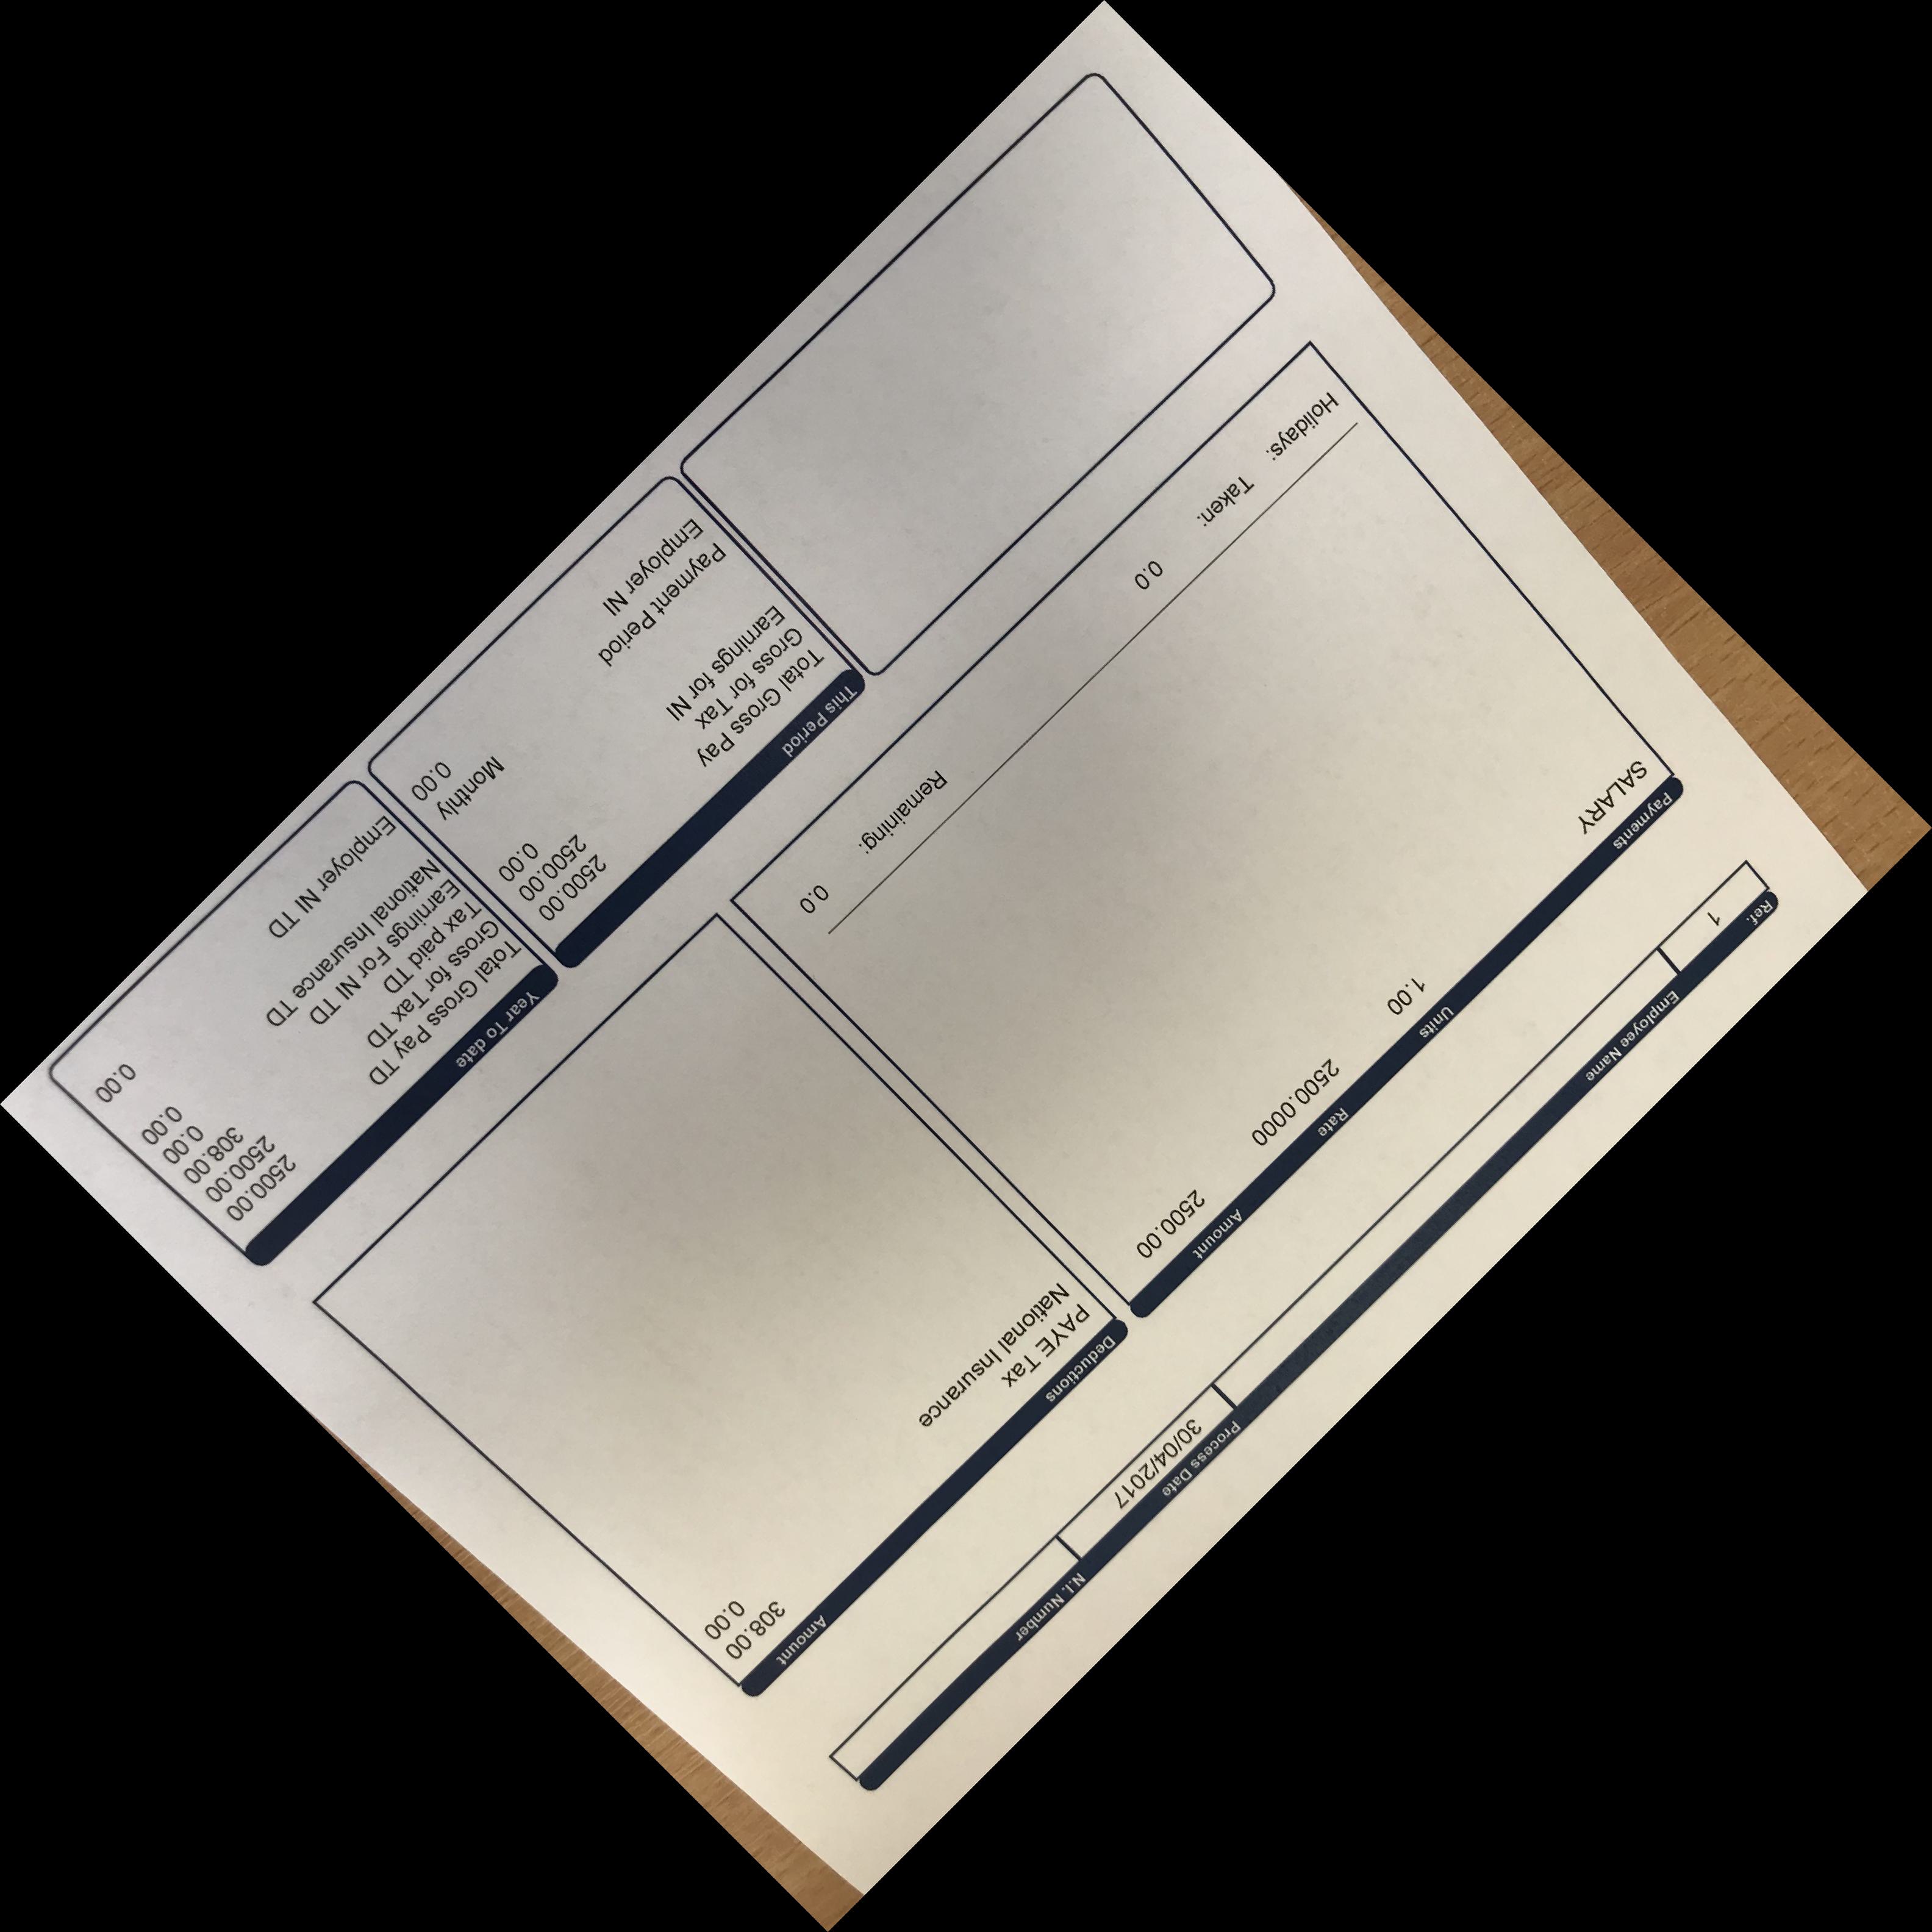 Ref. Employee Name Process Date N.I. Number
1 30/04/2017
Payments Units Rate Amount
SALARY 1.00 2500.0000 2500.00
Holidays: Taken: 0.0 Remaining: 0.0
Deductions Amount
PAYE Tax 308.00
National Insurance 0.00
This Period
Total Gross Pay 2500.00
Gross for Tax 2500.00
Earnings for NI 0.00
Payment Period Monthly
Employer NI 0.00
Year To date
Total Gross Pay TD 2500.00
Gross for Tax TD 2500.00
Tax paid TD 308.00
Earnings For NI TD 0.00
National Insurance TD 0.00
Employer NI TD 0.00